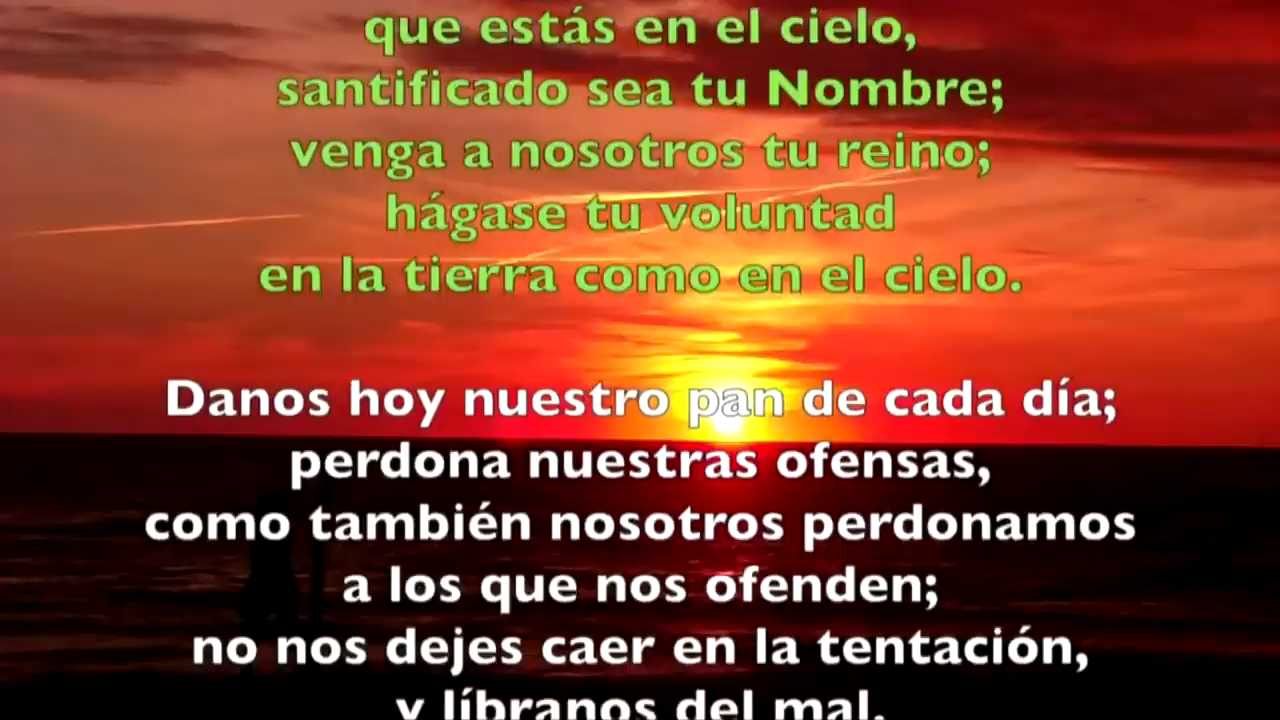 que estás en el cielo,
santificado sea tu Nombre;
venga a nosotros tu reino;
hágase tu voluntad
en la tierra como en el cielo.
Danos hoy nuestro pan de cada día;
perdona nuestras ofensas,
como también nosotros perdonamos
a los que nos ofenden;
no nos dejes caer en la tentación,
y líbranos del mal.